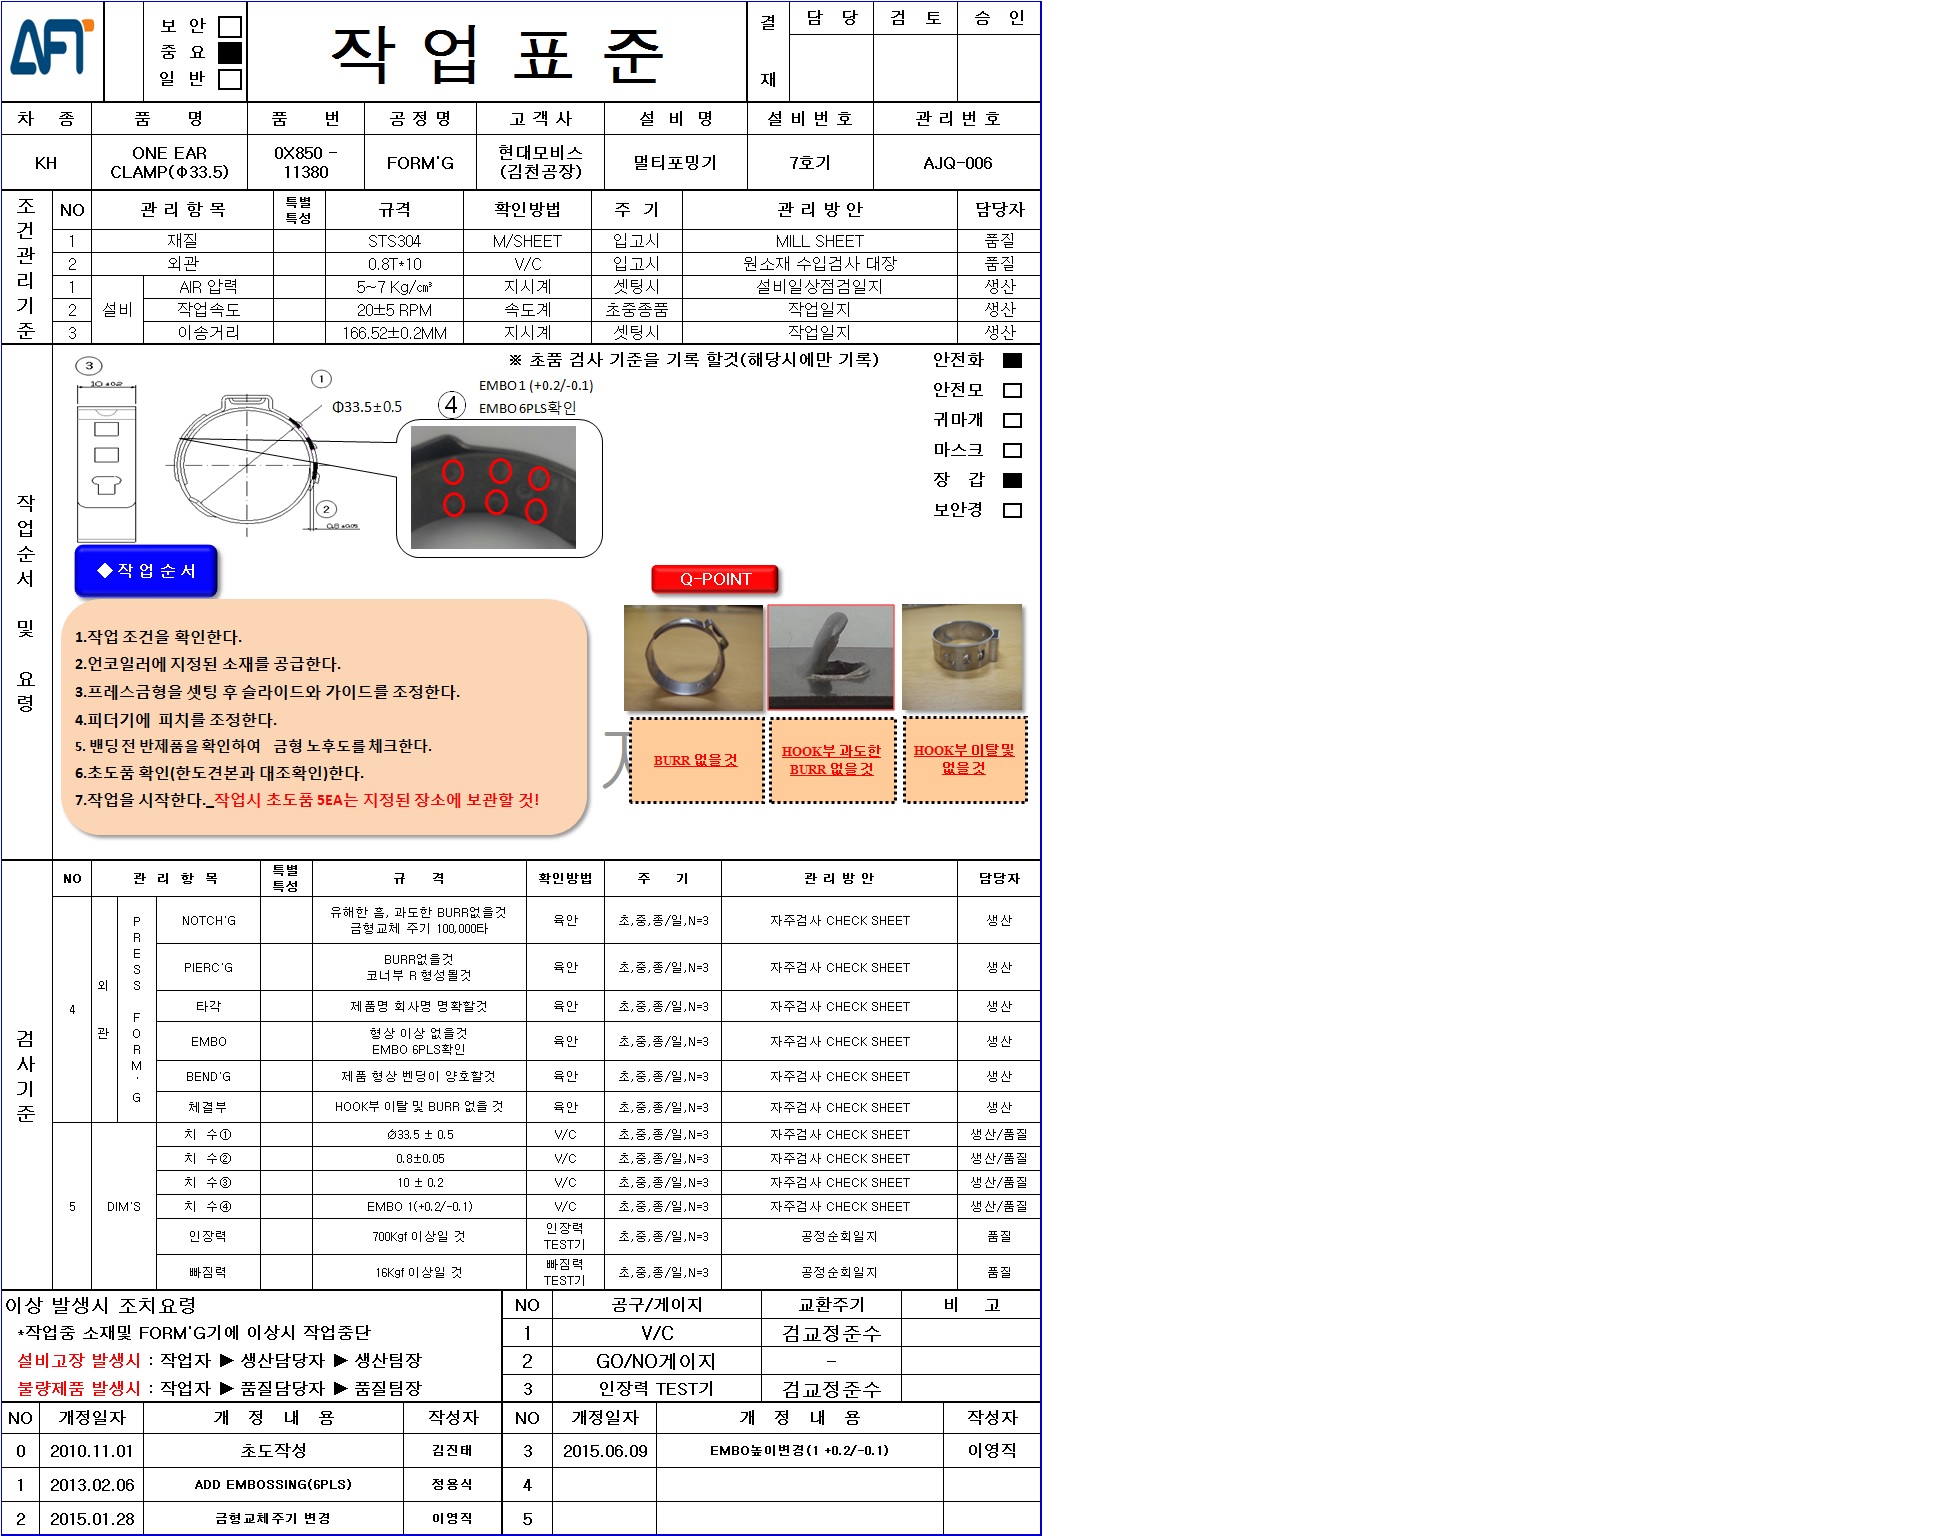 AFT
보 안
중 요
일 반
작 업 표 준
결 재
담 당 검 토 승 인
차 종 품 명 품 번 공 정 명 고 객 사 설 비 명 설 비 번 호 관 리 번 호
KH ONE EAR CLAMP(Φ33.5) 0X850 - 11380 FORM'G 현대모비스 (김천공장) 멀티포밍기 7호기 AJQ-006
조건관리기준
NO 관 리 항 목 특별 특성 규격 확인방법 주 기 관 리 방 안 담당자
1 재질 STS304 M/SHEET 입고시 MILL SHEET 품질
2 외관 0.8T*10 V/C 입고시 원소재 수입검사 대장 품질
설비
1 AIR 압력 5~7 Kg/㎤ 지시계 셋팅시 설비일상점검일지 생산
2 작업속도 20±5 RPM 속도계 초중종품 작업일지 생산
3 이송거리 166.52±0.2MM 지시계 셋팅시 작업일지 생산
작업순서 및 요령
※ 초품 검사 기준을 기록 할것(해당시에만 기록)
안전화
안전모
귀마개
마스크
장 갑
보안경
③
10 ±0.2
①
Φ33.5±0.5
④
EMBO 1 (+0.2/-0.1)
EMBO 6PLS확인
②
0.8 ±0.05
◆ 작 업 순 서
1.작업 조건을 확인한다.
2.언코일러에 지정된 소재를 공급한다.
3.프레스금형을 셋팅 후 슬라이드와 가이드를 조정한다.
4.피더기에 피치를 조정한다.
5. 밴딩 전 반제품을 확인하여 금형 노후도를 체크한다.
6.초도품 확인(한도견본과 대조확인)한다.
7.작업을 시작한다._작업시 초도품 5EA는 지정된 장소에 보관할 것!
Q-POINT
BURR 없을것
HOOK부 과도한
BURR 없을것
HOOK부 이탈및
없을것
검사기준
NO 관 리 항 목 특별 특성 규 격 확인방법 주 기 관 리 방 안 담당자
4 외 관 PRESS FORM'G
NOTCH'G 유해한 흠, 과도한 BURR없을것 금형교체 주기 100,000타 육안 초,중,종/일,N=3 자주검사 CHECK SHEET 생산
PIERC'G BURR없을것 코너부 R 형성될것 육안 초,중,종/일,N=3 자주검사 CHECK SHEET 생산
타각 제품명 회사명 명확할것 육안 초,중,종/일,N=3 자주검사 CHECK SHEET 생산
EMBO 형상 이상 없을것 EMBO 6PLS확인 육안 초,중,종/일,N=3 자주검사 CHECK SHEET 생산
BEND'G 제품 형상 벤딩이 양호할것 육안 초,중,종/일,N=3 자주검사 CHECK SHEET 생산
체결부 HOOK부 이탈 및 BURR 없을 것 육안 초,중,종/일,N=3 자주검사 CHECK SHEET 생산
5 DIM'S
치 수① Ø33.5 ± 0.5 V/C 초,중,종/일,N=3 자주검사 CHECK SHEET 생산/품질
치 수② 0.8±0.05 V/C 초,중,종/일,N=3 자주검사 CHECK SHEET 생산/품질
치 수③ 10 ± 0.2 V/C 초,중,종/일,N=3 자주검사 CHECK SHEET 생산/품질
치 수④ EMBO 1(+0.2/-0.1) V/C 초,중,종/일,N=3 자주검사 CHECK SHEET 생산/품질
인장력 700Kgf 이상일 것 인장력 TEST기 초,중,종/일,N=3 공정순회일지 품질
빠짐력 16Kgf 이상일 것 빠짐력 TEST기 초,중,종/일,N=3 공정순회일지 품질
이상 발생시 조치요령
*작업중 소재및 FORM'G기에 이상시 작업중단
설비고장 발생시 : 작업자 ▶ 생산담당자 ▶ 생산팀장
불량제품 발생시 : 작업자 ▶ 품질담당자 ▶ 품질팀장
NO 공구/게이지 교환주기 비 고
1 V/C 검교정준수
2 GO/NO게이지 -
3 인장력 TEST기 검교정준수
NO 개정일자 개 정 내 용 작성자 NO 개정일자 개 정 내 용 작성자
0 2010.11.01 초도작성 김진태 3 2015.06.09 EMBO높이변경(1 +0.2/-0.1) 이영직
1 2013.02.06 ADD EMBOSSING(6PLS) 정용식 4
2 2015.01.28 금형교체주기 변경 이영직 5